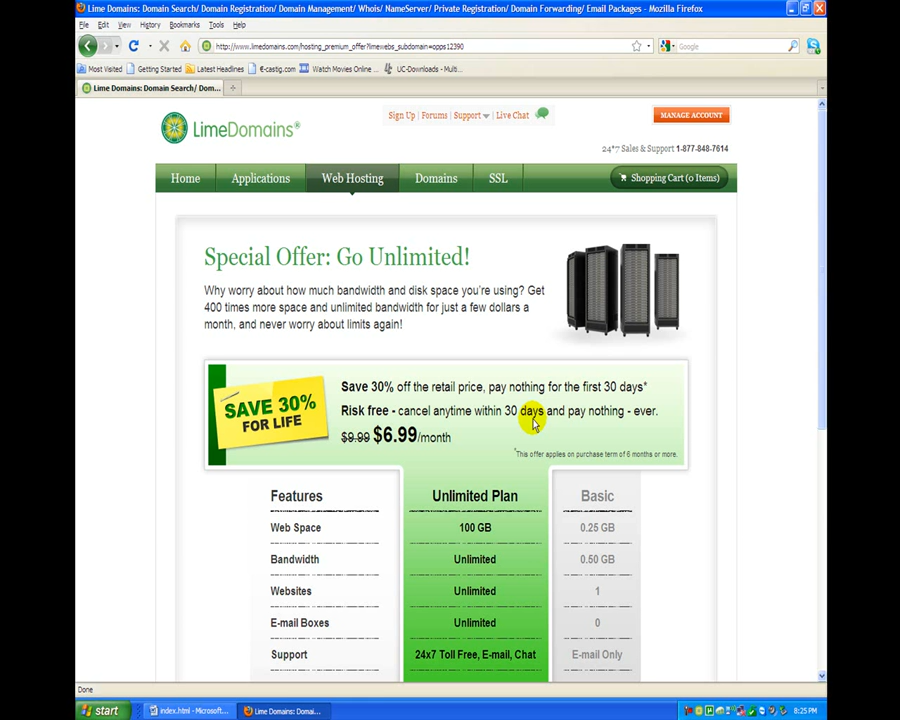 Lime Domains: Domain Search/ Domain Registration/ Domain Management/ Whois/ NameServer/ Private Registration/ Domain Forwarding/ Email Packages - Mozilla Firefox
File Edit View History Bookmarks Tools Help
http://www.limedomains.com/hosting_premium_offer?limewebs_subdomain=opps12390
Google
Most Visited Getting Started Latest Headlines €-castig.com Watch Movies Online ... UC-Downloads - Multi...
Lime Domains: Domain Search/ Dom...
LimeDomains®
Sign Up Forums Support Live Chat
MANAGE ACCOUNT
24*7 Sales & Support 1-877-848-7614
Home Applications Web Hosting Domains SSL Shopping Cart (0 Items)
Special Offer: Go Unlimited!
Why worry about how much bandwidth and disk space you're using? Get
400 times more space and unlimited bandwidth for just a few dollars a
month, and never worry about limits again!
SAVE 30%
FOR LIFE
Save 30% off the retail price, pay nothing for the first 30 days*
Risk free - cancel anytime within 30 days and pay nothing - ever.
$9.99 $6.99/month
*This offer applies on purchase term of 6 months or more.
Features Unlimited Plan Basic
Web Space 100 GB 0.25 GB
Bandwidth Unlimited 0.50 GB
Websites Unlimited 1
E-mail Boxes Unlimited 0
Support 24x7 Toll Free, E-mail, Chat E-mail Only
Done
start index.html - Microsoft... Lime Domains: Domai... 8:25 PM